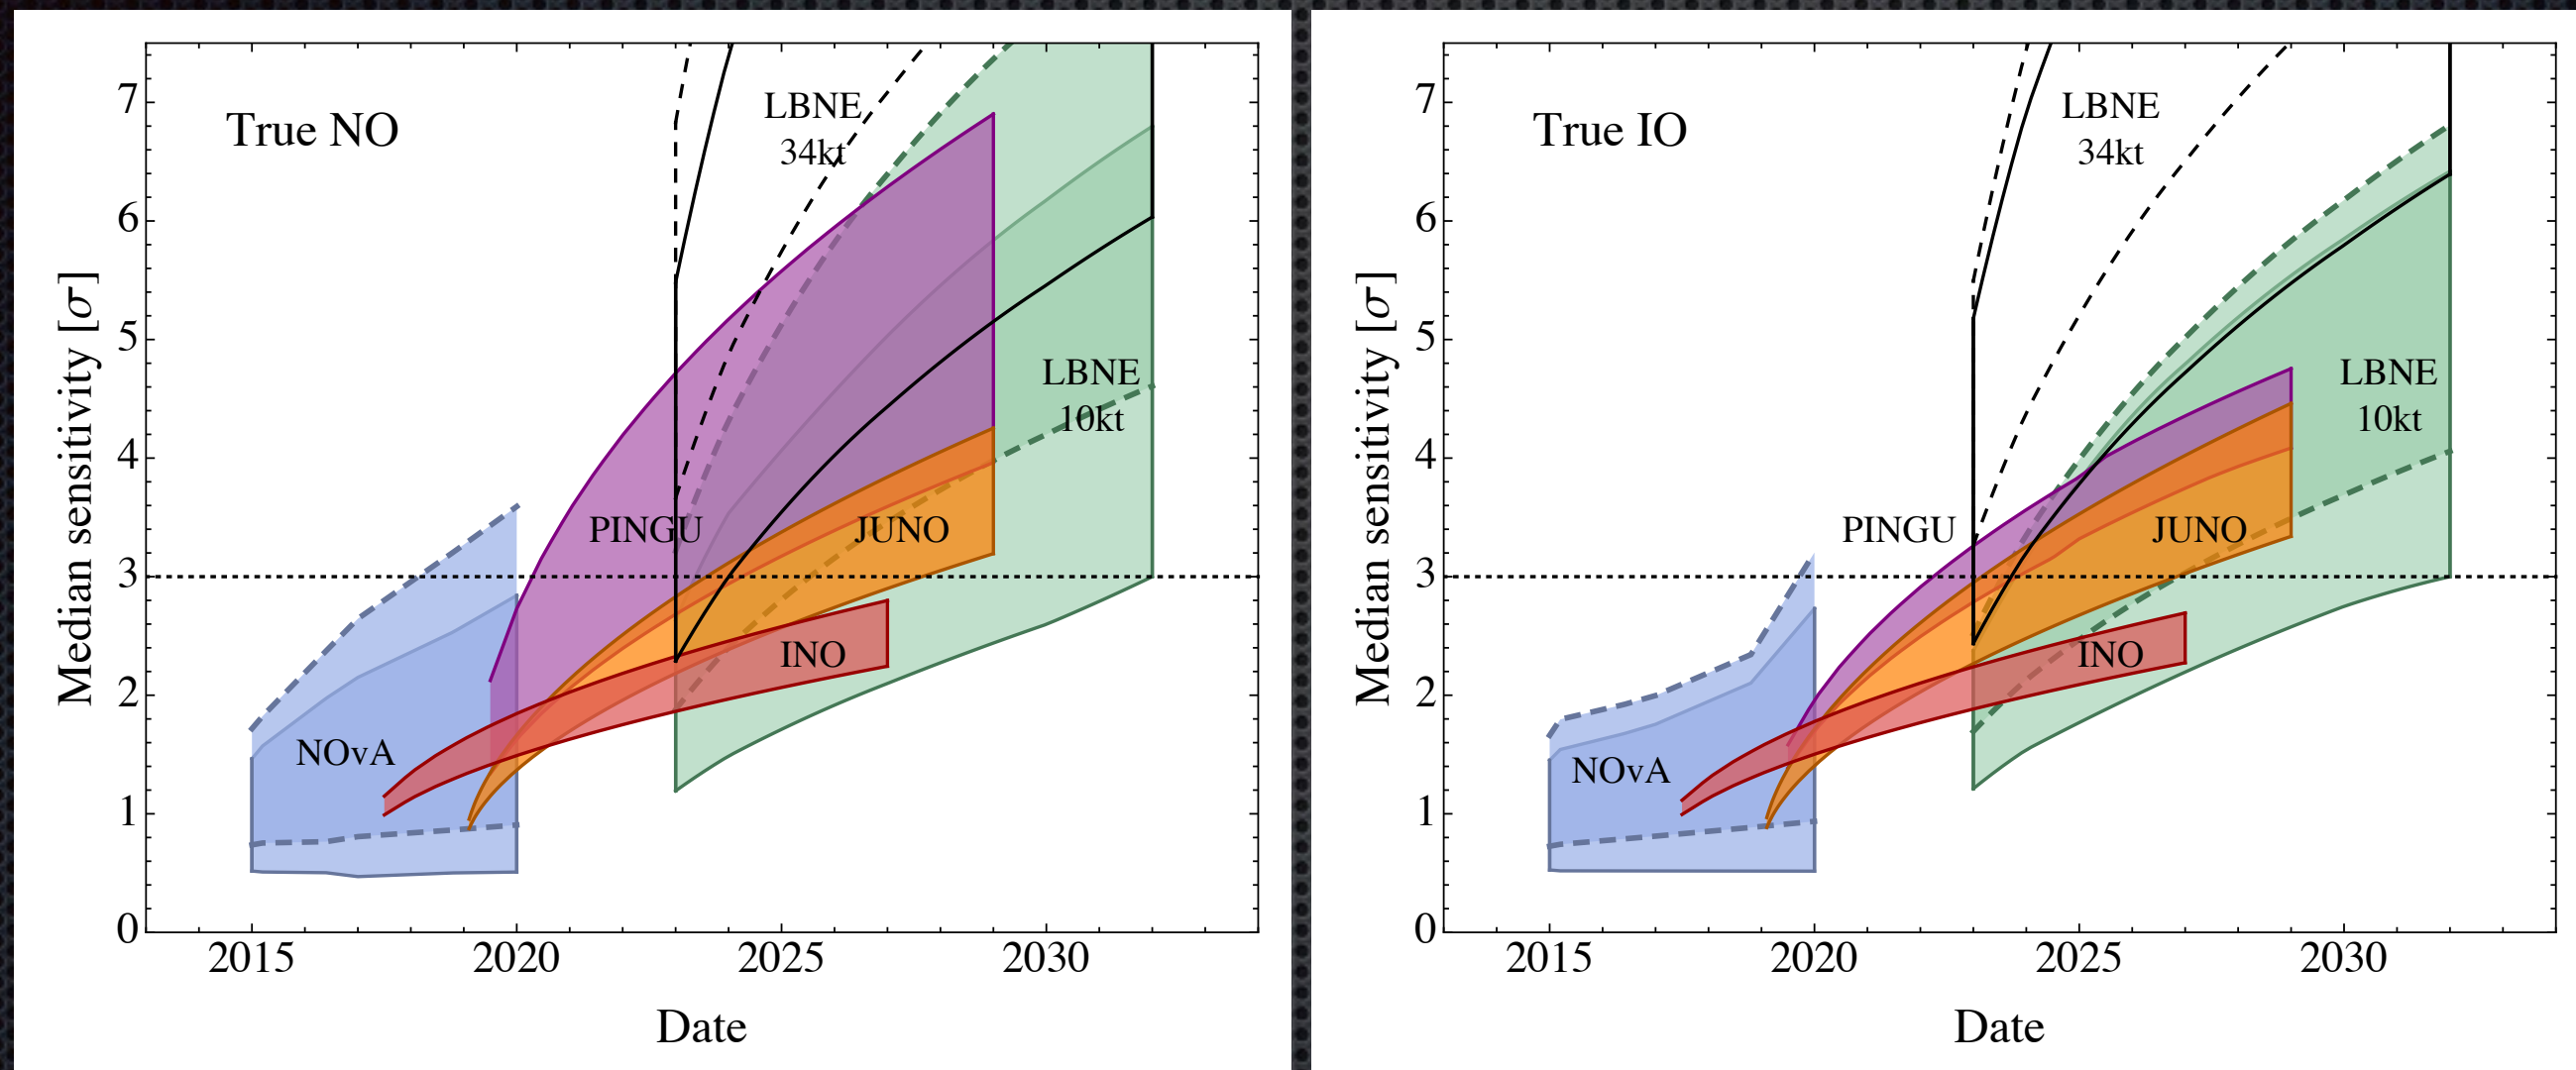 True NO
LBNE
34kt
LBNE
10kt
PINGU
JUNO
INO
NOvA
Median sensitivity [σ]
7
6
5
4
3
2
1
0
2015 2020 2025 2030
Date
True IO
LBNE
34kt
LBNE
10kt
PINGU
JUNO
INO
NOvA
Median sensitivity [σ]
7
6
5
4
3
2
1
0
2015 2020 2025 2030
Date